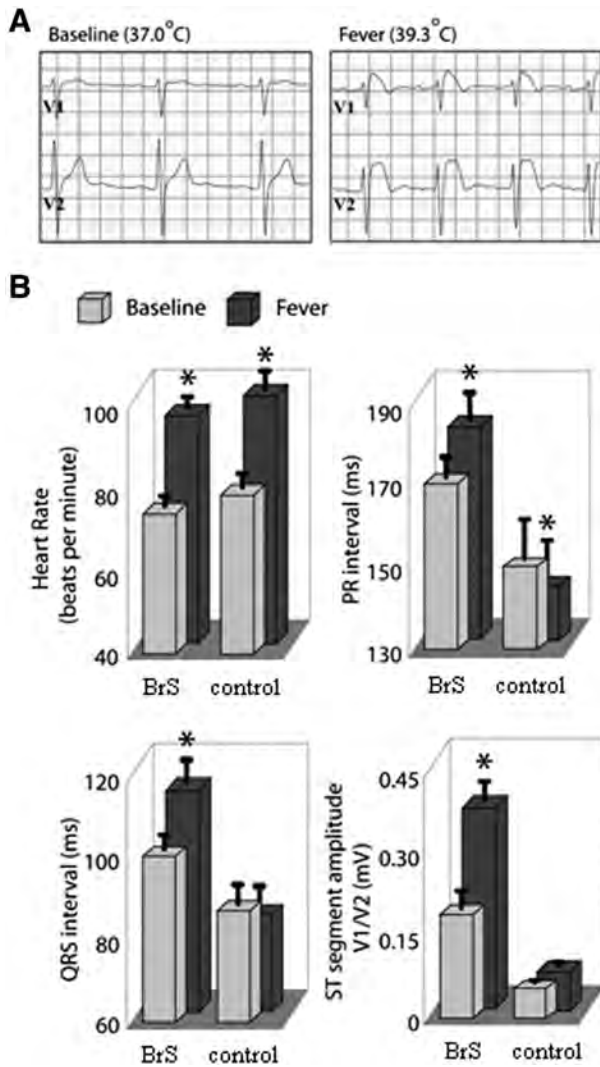 A
Baseline (37.0°C)
Fever (39.3°C)
V1
V2
V1
V2
B
Baseline
Fever
Heart Rate
(beats per minute)
100
80
60
40
*
*
BrS
control
PR interval (ms)
190
170
150
130
*
*
BrS
control
QRS interval (ms)
120
100
80
60
*
BrS
control
ST segment amplitude
V1/V2 (mV)
0.45
0.30
0.15
0
*
BrS
control